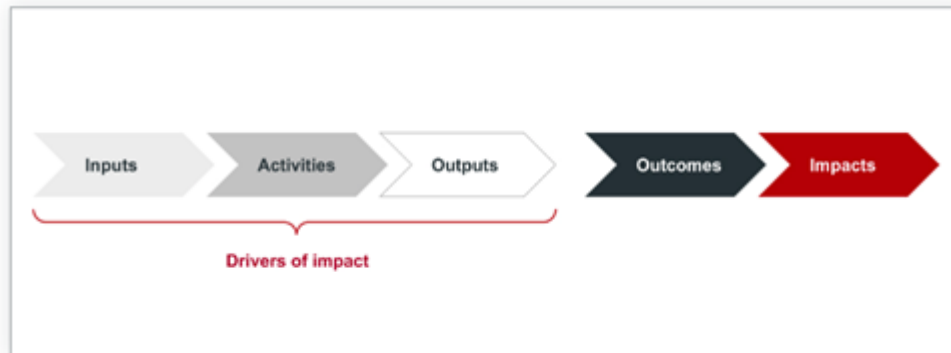 Inputs
Activities
Outputs
Outcomes
Impacts
Drivers of impact